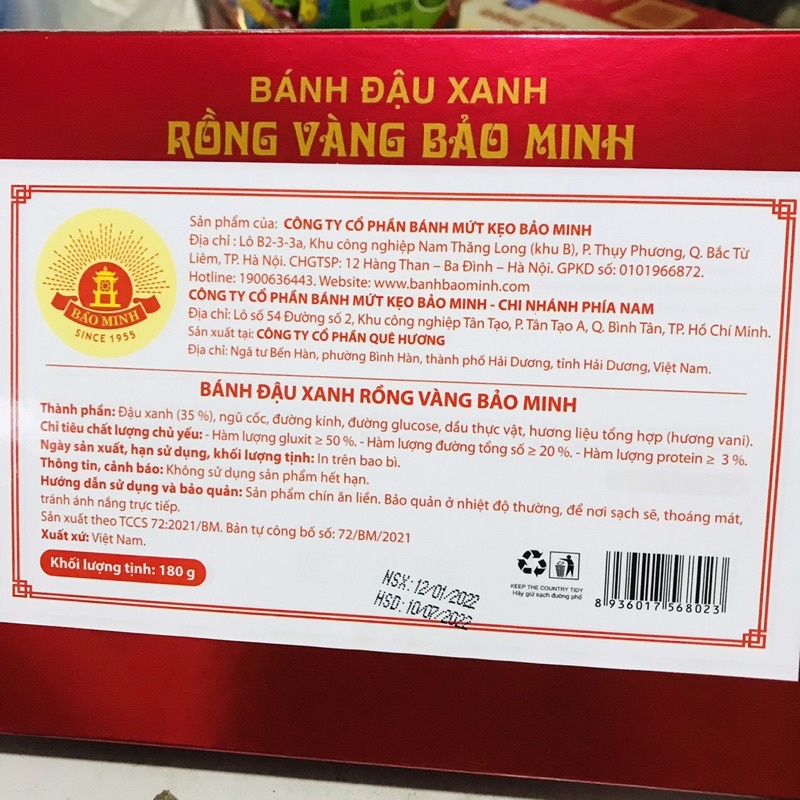 BÁNH ĐẬU XANH
RỒNG VÀNG BẢO MINH
BẢO MINH
SINCE 1955
Sản phẩm của: CÔNG TY CỔ PHẦN BÁNH MỨT KẸO BẢO MINH
Địa chỉ : Lô B2-3-3a, Khu công nghiệp Nam Thăng Long (khu B), P. Thụy Phương, Q. Bắc Từ
Liêm, TP. Hà Nội. CHGTSP: 12 Hàng Than – Ba Đình – Hà Nội. GPKD số: 0101966872.
Hotline: 1900636443. Website: www.banhbaominh.com
CÔNG TY CỔ PHẦN BÁNH MỨT KẸO BẢO MINH - CHI NHÁNH PHÍA NAM
Địa chỉ: Lô số 54 Đường số 2, Khu công nghiệp Tân Tạo, P. Tân Tạo A, Q. Bình Tân, TP. Hồ Chí Minh.
Sản xuất tại: CÔNG TY CỔ PHẦN QUÊ HƯƠNG
Địa chỉ: Ngã tư Bến Hàn, phường Bình Hàn, thành phố Hải Dương, tỉnh Hải Dương, Việt Nam.
BÁNH ĐẬU XANH RỒNG VÀNG BẢO MINH
Thành phần: Đậu xanh (35 %), ngũ cốc, đường kính, đường glucose, dầu thực vật, hương liệu tổng hợp (hương vani).
Chỉ tiêu chất lượng chủ yếu: - Hàm lượng gluxit ≥ 50 %. - Hàm lượng đường tổng số ≥ 20 %. - Hàm lượng protein ≥ 3 %.
Ngày sản xuất, hạn sử dụng, khối lượng tịnh: In trên bao bì.
Thông tin, cảnh báo: Không sử dụng sản phẩm hết hạn.
Hướng dẫn sử dụng và bảo quản: Sản phẩm chín ăn liền. Bảo quản ở nhiệt độ thường, để nơi sạch sẽ, thoáng mát,
tránh ánh nắng trực tiếp.
Sản xuất theo TCCS 72:2021/BM. Bản tự công bố số: 72/BM/2021
Xuất xứ: Việt Nam.
Khối lượng tịnh: 180 g
NSX: 12/01/2022
HSD: 10/07/2022
KEEP THE COUNTRY TIDY
Hãy giữ sạch đường phố
8 936017 568023